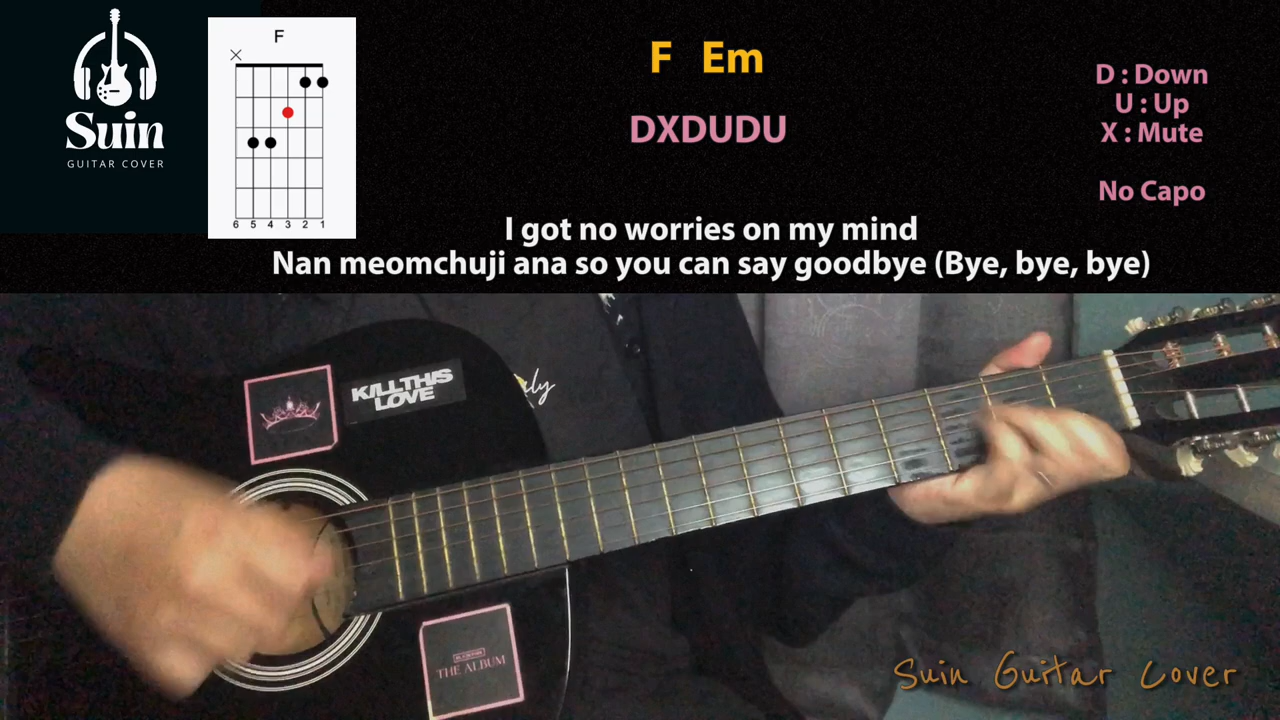 Suin
GUITAR COVER
F
X
6 5 4 3 2 1
F Em
DXDUDU
D : Down
U : Up
X : Mute
No Capo
I got no worries on my mind
Nan meomchuji ana so you can say goodbye (Bye, bye, bye)
KILL THIS
LOVE
THE ALBUM
Suin Guitar Cover